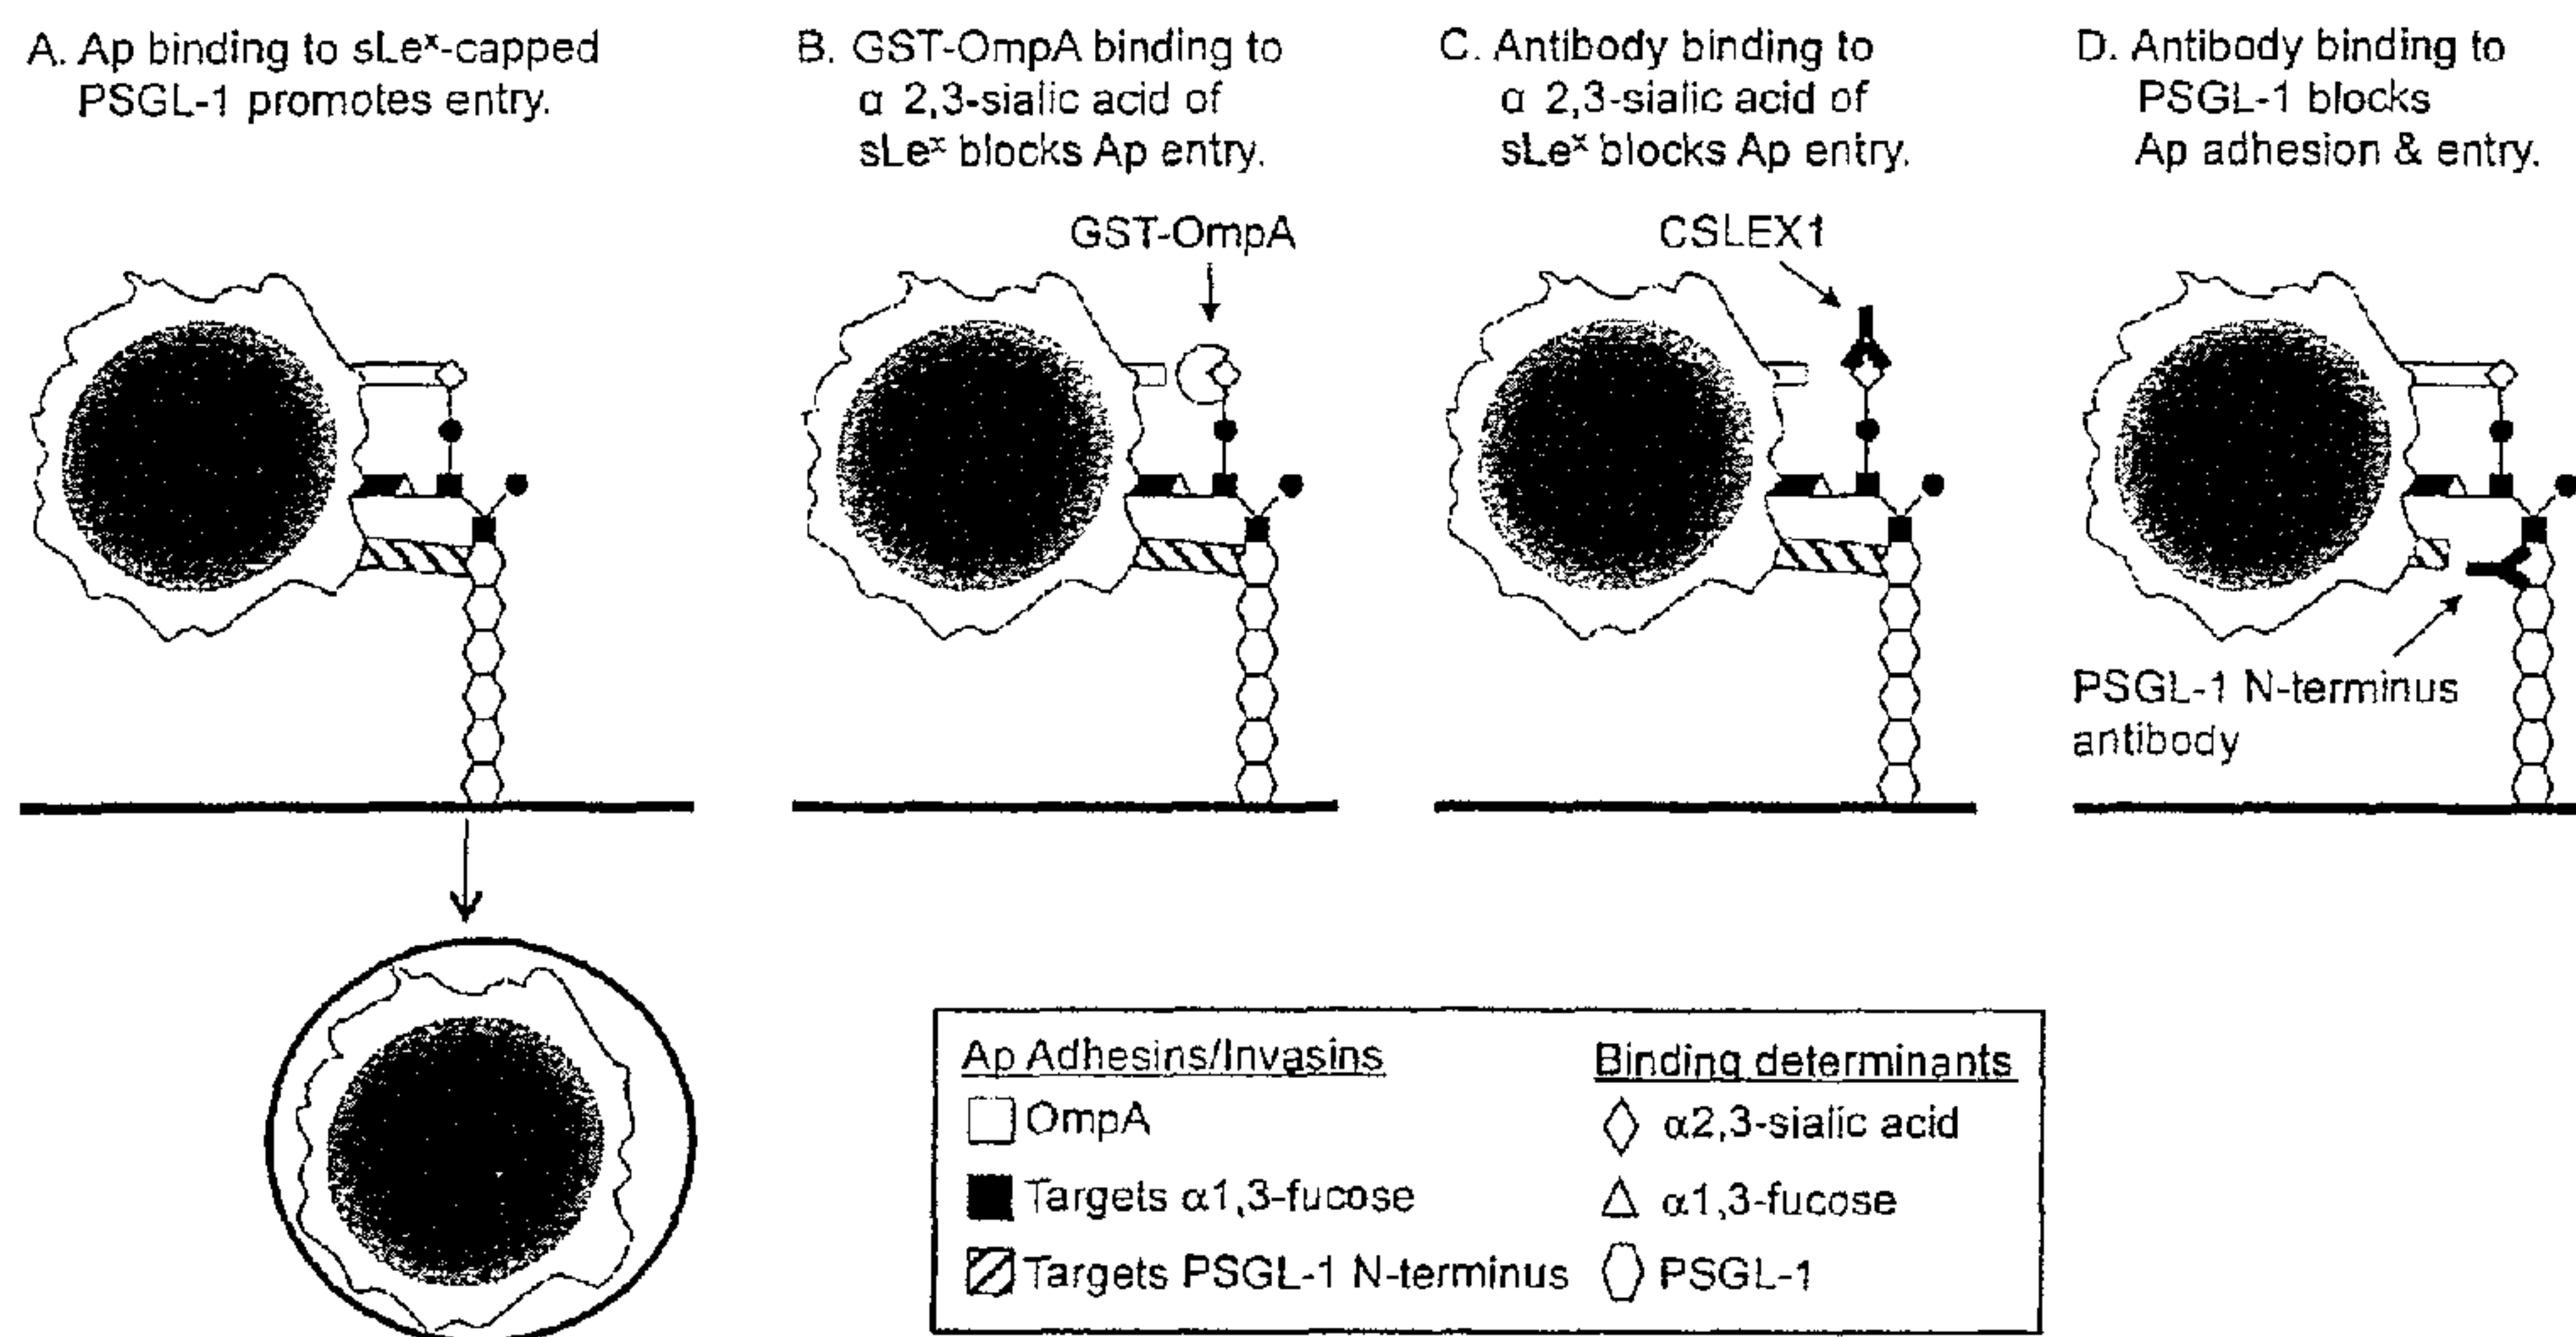 A. Ap binding to sLeˣ-capped
PSGL-1 promotes entry.
B. GST-OmpA binding to
α 2,3-sialic acid of
sLeˣ blocks Ap entry.
C. Antibody binding to
α 2,3-sialic acid of
sLeˣ blocks Ap entry.
D. Antibody binding to
PSGL-1 blocks
Ap adhesion & entry.
GST-OmpA
CSLEX1
PSGL-1 N-terminus
antibody
Ap Adhesins/Invasins
OmpA
Targets α1,3-fucose
Targets PSGL-1 N-terminus
Binding determinants
α2,3-sialic acid
α1,3-fucose
PSGL-1